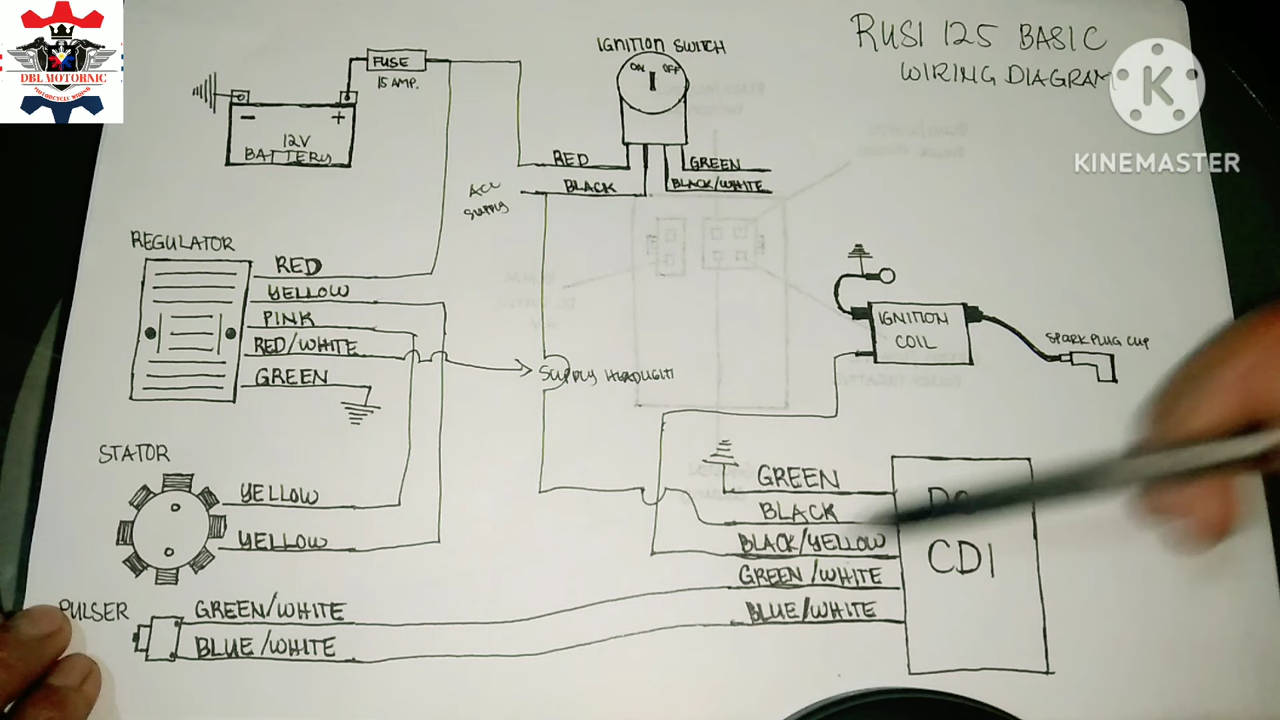 DBL MOTORNIC
MOTORCYCLE WIRING
RUSI 125 BASIC
WIRING DIAGRAM
K
KINEMASTER
FUSE
15 AMP.
- +
12V
BATTERY
IGNITION SWITCH
ON OFF
RED
BLACK
GREEN
BLACK/WHITE
ACC
SUPPLY
REGULATOR
RED
YELLOW
PINK
RED/WHITE
GREEN
SUPPLY HEADLIGHT
IGNITION
COIL
SPARK PLUG CUP
STATOR
YELLOW
YELLOW
PULSER
GREEN/WHITE
BLUE/WHITE
GREEN
BLACK
BLACK/YELLOW
GREEN/WHITE
BLUE/WHITE
CDI